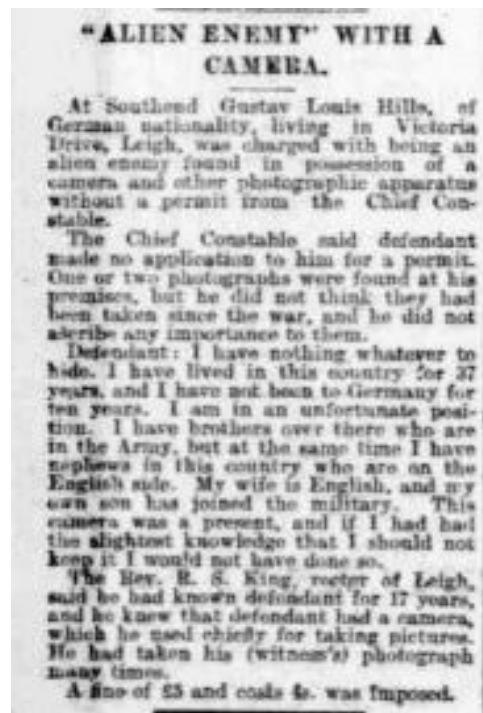 "ALIEN ENEMY" WITH A
CAMERA.
At Southend Gustav Louis Hills, of
German nationality, living in Victoria
Drive, Leigh, was charged with being an
alien enemy found in possession of a
camera and other photographic apparatus
without a permit from the Chief Con-
stable.
The Chief Constable said defendant
made no application to him for a permit.
One or two photographs were found at his
premises, but he did not think they had
been taken since the war, and he did not
ascribe any importance to them.
Defendant: I have nothing whatever to
hide. I have lived in this country for 37
years, and I have not been to Germany for
ten years. I am in an unfortunate posi-
tion. I have brothers over there who are
in the Army, but at the same time I have
nephews in this country who are on the
English side. My wife is English, and my
own son has joined the military. This
camera was a present, and if I had had
the slightest knowledge that I should not
keep it I would not have done so.
The Rev. R. S. King, rector of Leigh,
said he had known defendant for 17 years,
and he knew that defendant had a camera,
which he used chiefly for taking pictures.
He had taken his (witness's) photograph
many times.
A fine of £5 and costs 4s. was imposed.